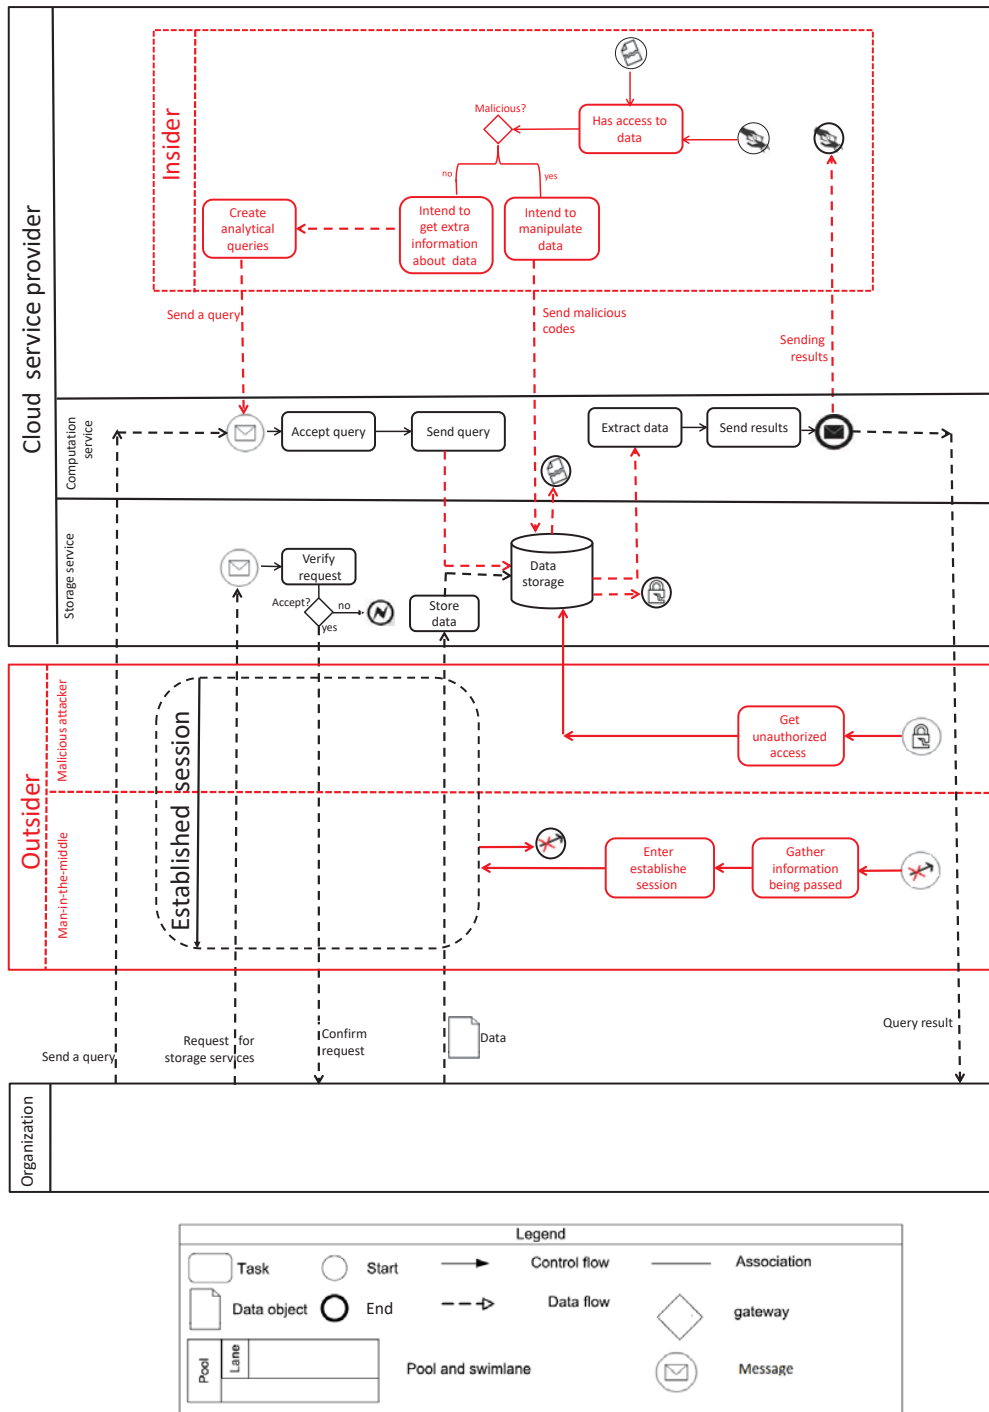 Cloud service provider
Insider
Malicious?
Has access to
data
no
yes
Create
analytical
queries
Intend to
get extra
information
about data
Intend to
manipulate
data
Send a query
Send malicious
codes
Sending
results
Computation
service
Accept query
Send query
Extract data
Send results
Storage service
Verify
request
Accept?
no
yes
Store
data
Data
storage
Outsider
Malicious attacker
Man-in-the-middle
Established session
Get
unauthorized
access
Enter
establishe
session
Gather
information
being passed
Send a query
Request for
storage services
Confirm
request
Data
Query result
Organization
Legend
Task
Start
Control flow
Association
Data object
End
Data flow
gateway
Pool
Lane
Pool and swimlane
Message